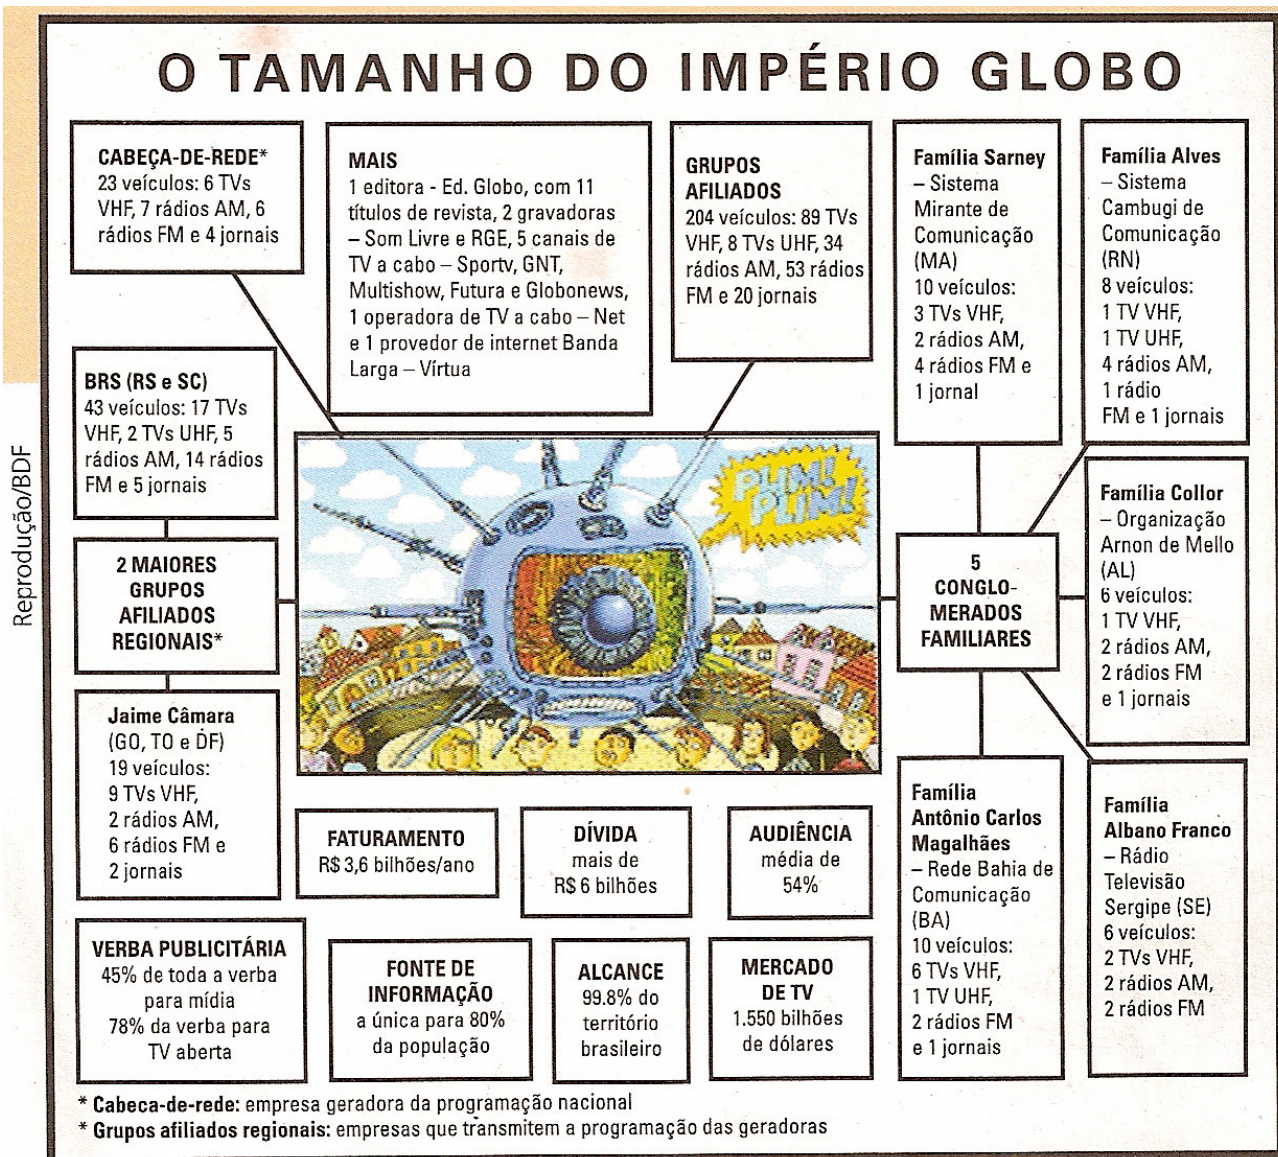 O TAMANHO DO IMPÉRIO GLOBO
CABEÇA-DE-REDE*
23 veículos: 6 TVs
VHF, 7 rádios AM, 6
rádios FM e 4 jornais
MAIS
1 editora - Ed. Globo, com 11
títulos de revista, 2 gravadoras
– Som Livre e RGE, 5 canais de
TV a cabo – Sportv, GNT,
Multishow, Futura e Globonews,
1 operadora de TV a cabo – Net
e 1 provedor de internet Banda
Larga – Vírtua
GRUPOS
AFILIADOS
204 veículos: 89 TVs
VHF, 8 TVs UHF, 34
rádios AM, 53 rádios
FM e 20 jornais
Família Sarney
– Sistema
Mirante de
Comunicação
(MA)
10 veículos:
3 TVs VHF,
2 rádios AM,
4 rádios FM e
1 jornal
Família Alves
– Sistema
Cambugi de
Comunicação
(RN)
8 veículos:
1 TV VHF,
1 TV UHF,
4 rádios AM,
1 rádio
FM e 1 jornais
BRS (RS e SC)
43 veículos: 17 TVs
VHF, 2 TVs UHF, 5
rádios AM, 14 rádios
FM e 5 jornais
2 MAIORES
GRUPOS
AFILIADOS
REGIONAIS*
Jaime Câmara
(GO, TO e DF)
19 veículos:
9 TVs VHF,
2 rádios AM,
6 rádios FM e
2 jornais
PLIM!
PLIM!
5
CONGLO-
MERADOS
FAMILIARES
Família Collor
– Organização
Arnon de Mello
(AL)
6 veículos:
1 TV VHF,
2 rádios AM,
2 rádios FM
e 1 jornais
Família
Antônio Carlos
Magalhães
– Rede Bahia de
Comunicação
(BA)
10 veículos:
6 TVs VHF,
1 TV UHF,
2 rádios FM
e 1 jornais
Família
Albano Franco
– Rádio
Televisão
Sergipe (SE)
6 veículos:
2 TVs VHF,
2 rádios AM,
2 rádios FM
FATURAMENTO
R$ 3,6 bilhões/ano
DÍVIDA
mais de
R$ 6 bilhões
AUDIÊNCIA
média de
54%
VERBA PUBLICITÁRIA
45% de toda a verba
para mídia
78% da verba para
TV aberta
FONTE DE
INFORMAÇÃO
a única para 80%
da população
ALCANCE
99.8% do
território
brasileiro
MERCADO
DE TV
1.550 bilhões
de dólares
* Cabeca-de-rede: empresa geradora da programação nacional
* Grupos afiliados regionais: empresas que transmitem a programação das geradoras
Reprodução/BDF